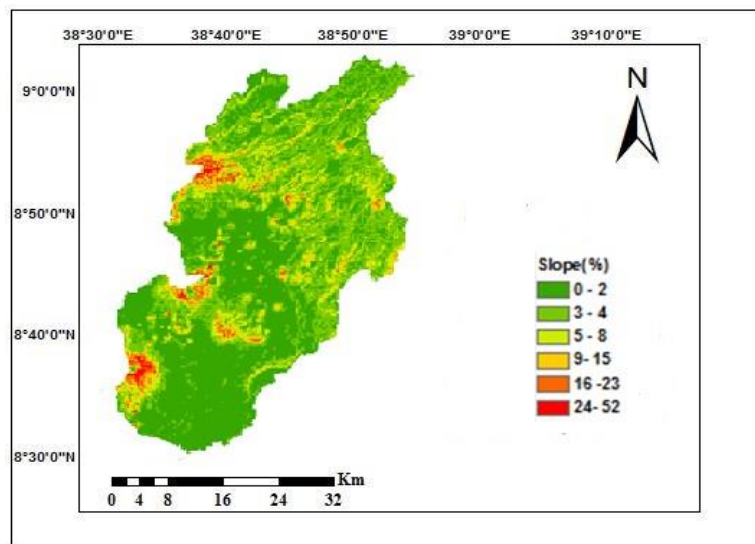 38°30'0"E 38°40'0"E 38°50'0"E 39°0'0"E 39°10'0"E
N
9°0'0"N
8°50'0"N
Slope(%)
0 - 2
3 - 4
8°40'0"N
5 - 8
9- 15
16 -23
24- 52
8°30'0"N
Km
0 4 8 16 24 32